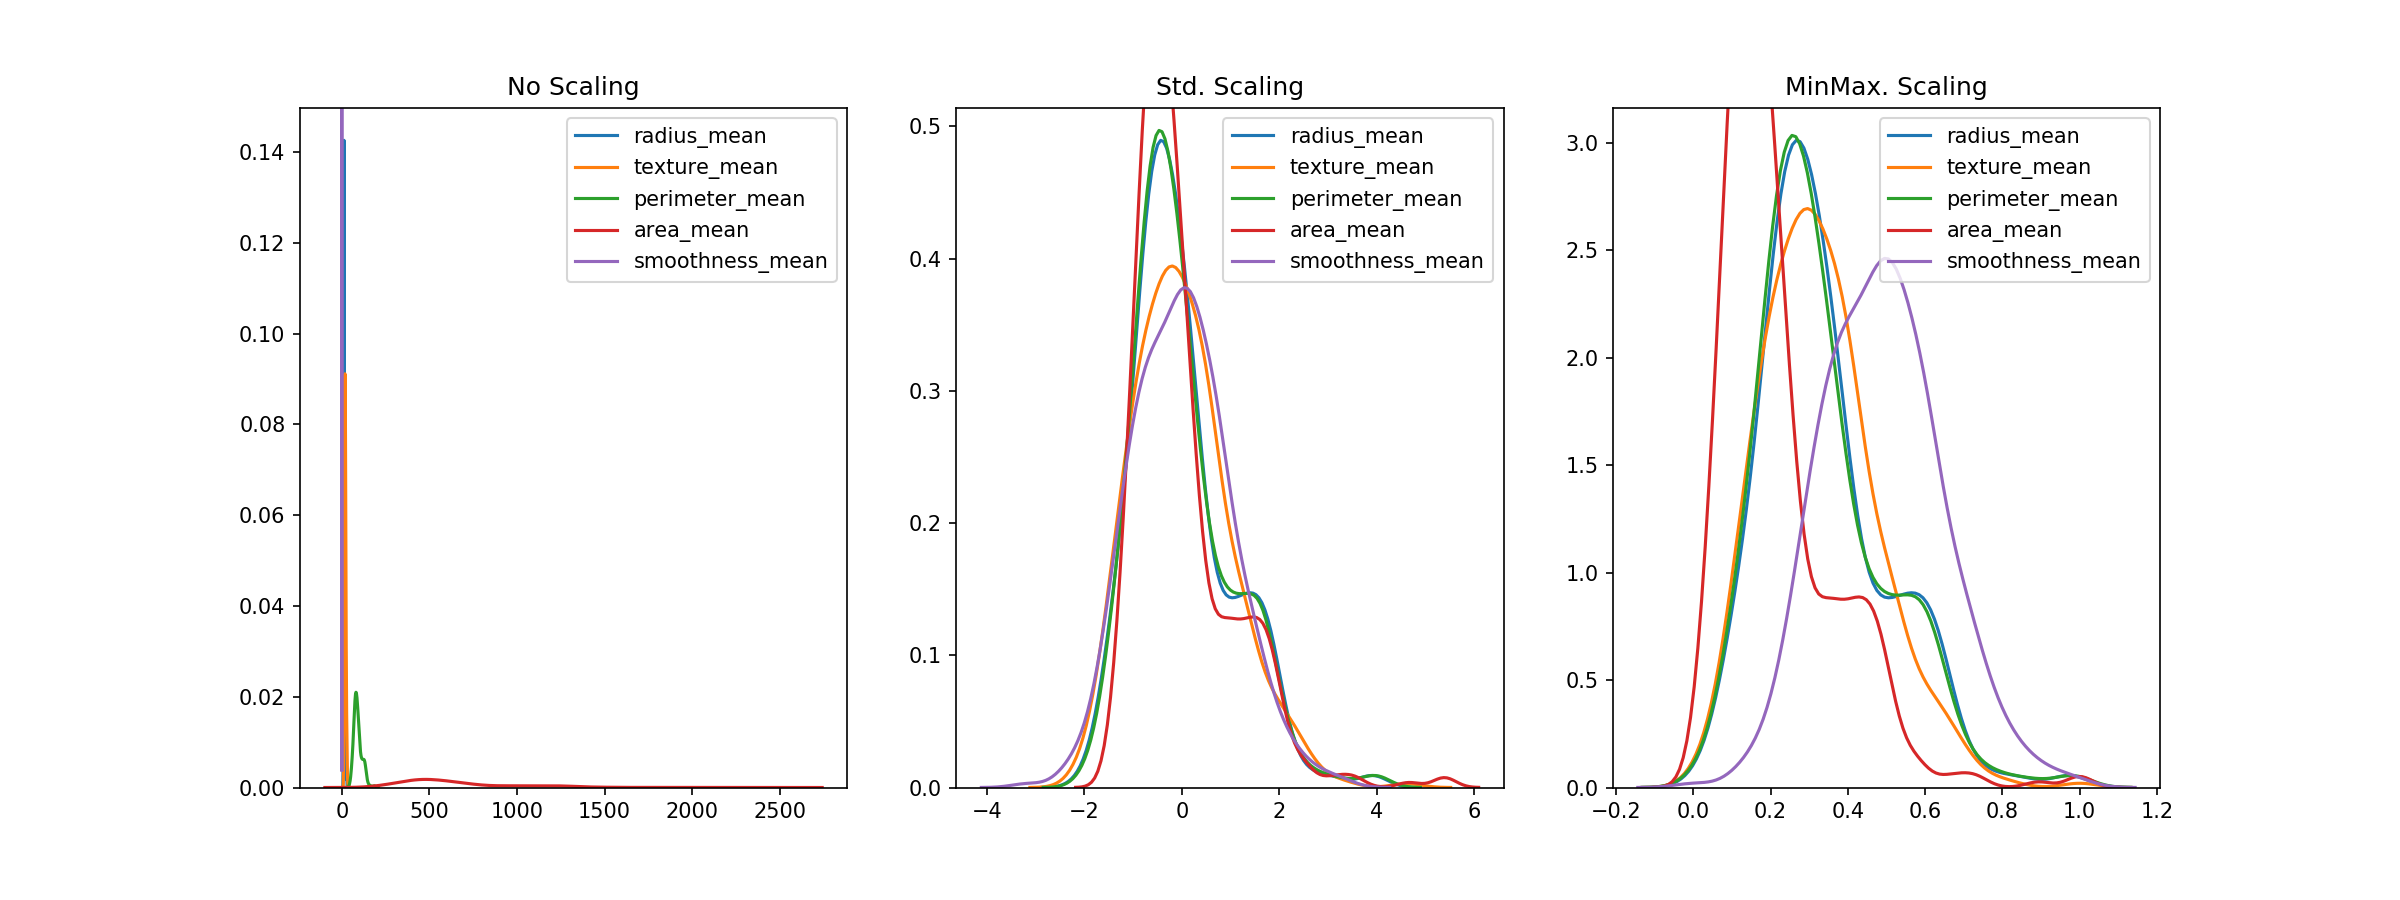 No Scaling
0.14
0.12
0.10
0.08
0.06
0.04
0.02
0.00
0 500 1000 1500 2000 2500
radius_mean
texture_mean
perimeter_mean
area_mean
smoothness_mean
Std. Scaling
0.5
0.4
0.3
0.2
0.1
0.0
−4 −2 0 2 4 6
radius_mean
texture_mean
perimeter_mean
area_mean
smoothness_mean
MinMax. Scaling
3.0
2.5
2.0
1.5
1.0
0.5
0.0
−0.2 0.0 0.2 0.4 0.6 0.8 1.0 1.2
radius_mean
texture_mean
perimeter_mean
area_mean
smoothness_mean